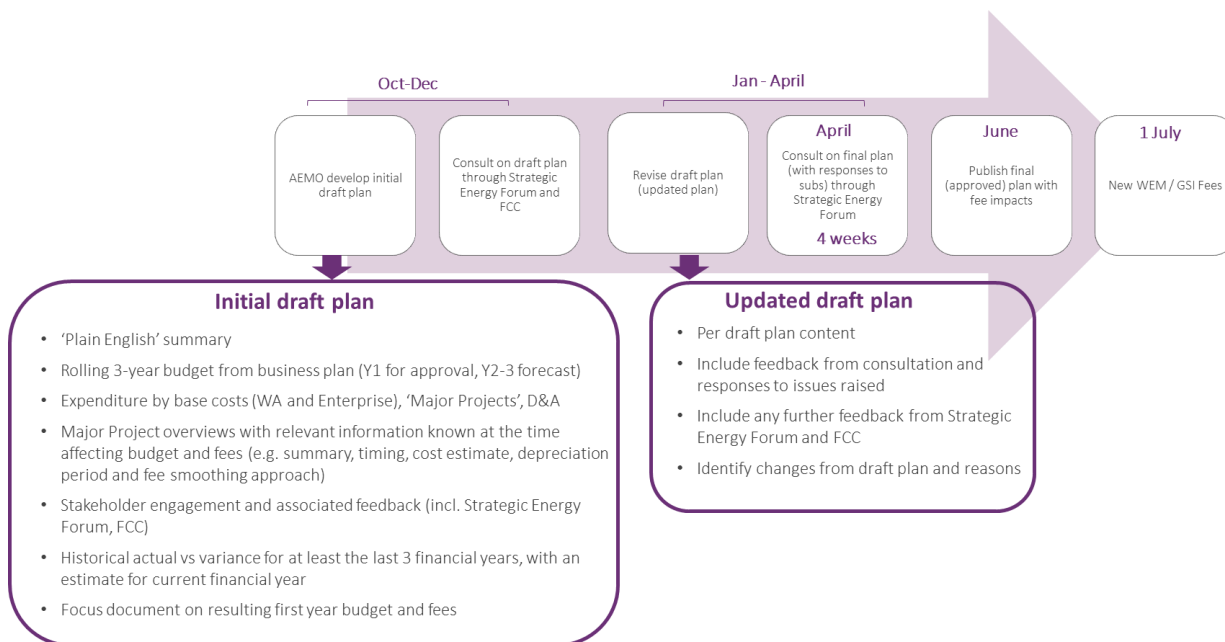 Oct-Dec
Jan - April
AEMO develop initial
draft plan
Consult on draft plan
through Strategic
Energy Forum and
FCC
Revise draft plan
(updated plan)
April
Consult on final plan
(with responses to
subs) through
Strategic Energy
Forum
4 weeks
June
Publish final
(approved) plan with
fee impacts
1 July
New WEM / GSI Fees
Initial draft plan
• ‘Plain English’ summary
• Rolling 3-year budget from business plan (Y1 for approval, Y2-3 forecast)
• Expenditure by base costs (WA and Enterprise), ‘Major Projects’, D&A
• Major Project overviews with relevant information known at the time
affecting budget and fees (e.g. summary, timing, cost estimate, depreciation
period and fee smoothing approach)
• Stakeholder engagement and associated feedback (incl. Strategic Energy
Forum, FCC)
• Historical actual vs variance for at least the last 3 financial years, with an
estimate for current financial year
• Focus document on resulting first year budget and fees
Updated draft plan
• Per draft plan content
• Include feedback from consultation and
responses to issues raised
• Include any further feedback from Strategic
Energy Forum and FCC
• Identify changes from draft plan and reasons